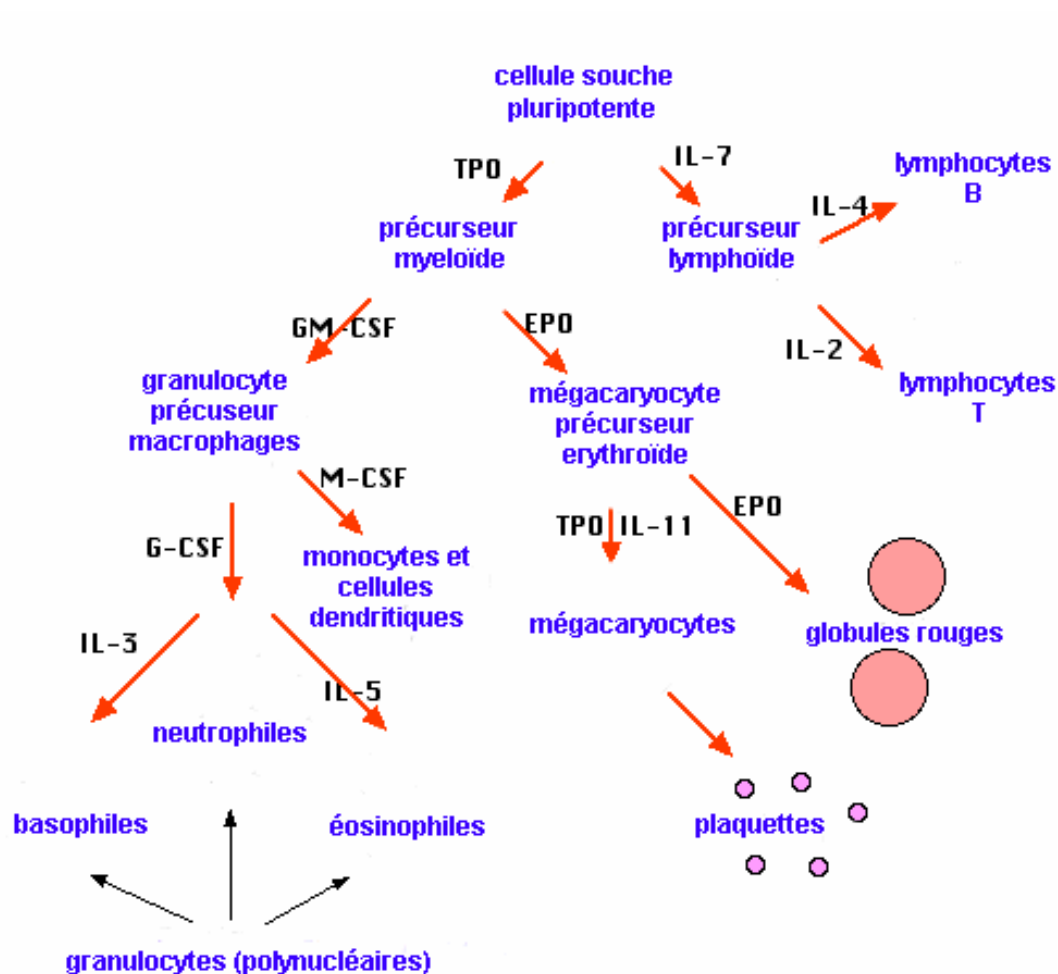 cellule souche
pluripotente
TPO
IL-7
lymphocytes
B
IL-4
précurseur
myeloïde
précurseur
lymphoïde
GM-CSF
EPO
IL-2
granulocyte
précuseur
macrophages
mégacaryocyte
précurseur
erythroïde
lymphocytes
T
M-CSF
G-CSF
TPO
IL-11
EPO
monocytes et
cellules
dendritiques
mégacaryocytes
globules rouges
IL-3
IL-5
neutrophiles
basophiles
éosinophiles
plaquettes
granulocytes (polynucléaires)